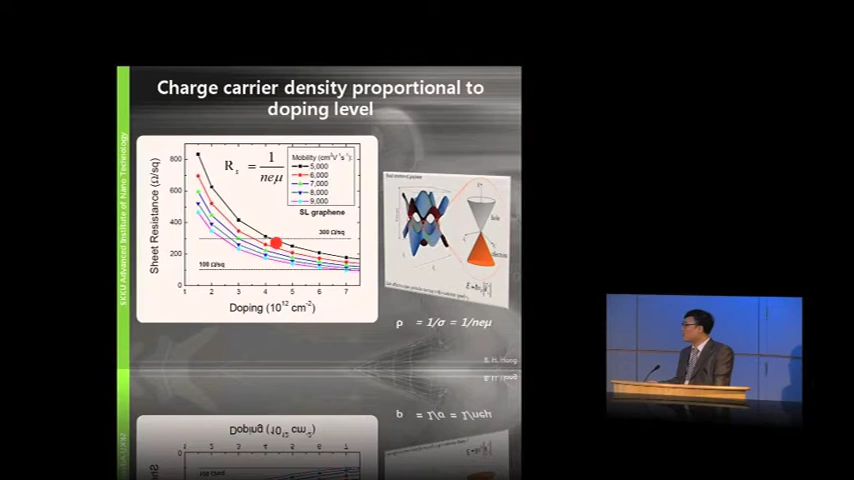 Charge carrier density proportional to
doping level
SKKU Advanced Institute of Nano Technology
Sheet Resistance (Ω/sq)
800
600
400
200
0
R_s = 1/neμ
Mobility (cm²V⁻¹s⁻¹):
5,000
6,000
7,000
8,000
9,000
SL graphene
300 Ω/sq
100 Ω/sq
1 2 3 4 5 6 7
Doping (10¹² cm⁻²)
hole
ρ = 1/σ = 1/neμ
B. H. Hong